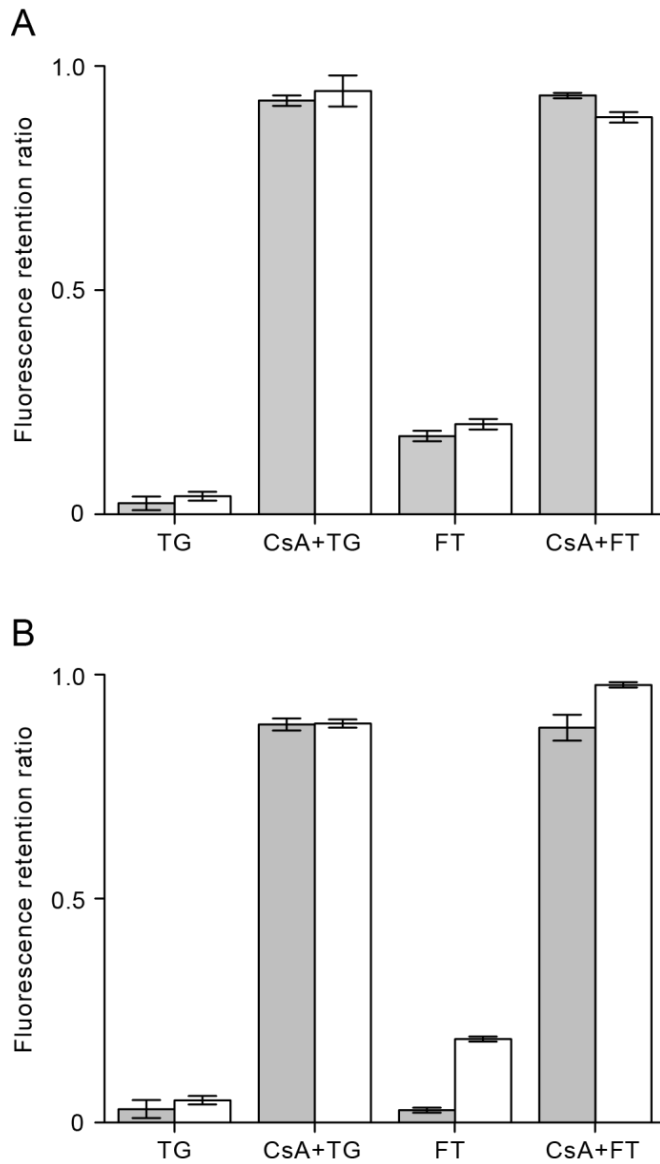 A
Fluorescence retention ratio
1.0
0.5
0
TG CsA+TG FT CsA+FT
B
Fluorescence retention ratio
1.0
0.5
0
TG CsA+TG FT CsA+FT